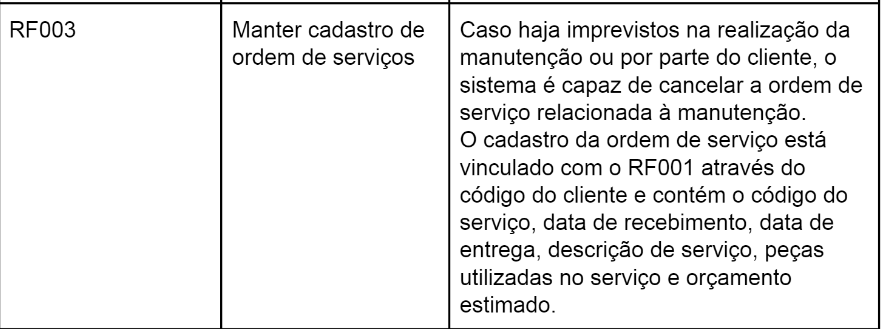 RF003
Manter cadastro de
ordem de serviços
Caso haja imprevistos na realização da
manutenção ou por parte do cliente, o
sistema é capaz de cancelar a ordem de
serviço relacionada à manutenção.
O cadastro da ordem de serviço está
vinculado com o RF001 através do
código do cliente e contém o código do
serviço, data de recebimento, data de
entrega, descrição de serviço, peças
utilizadas no serviço e orçamento
estimado.